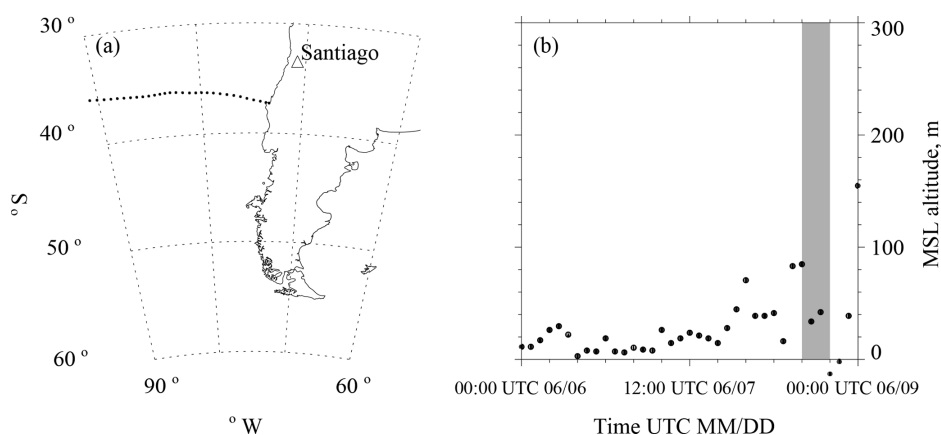 (a)
Santiago
30 º
40 º
50 º
60 º
º S
90 º
60 º
º W
(b)
300
200
100
0
MSL altitude, m
00:00 UTC 06/06
12:00 UTC 06/07
00:00 UTC 06/09
Time UTC MM/DD